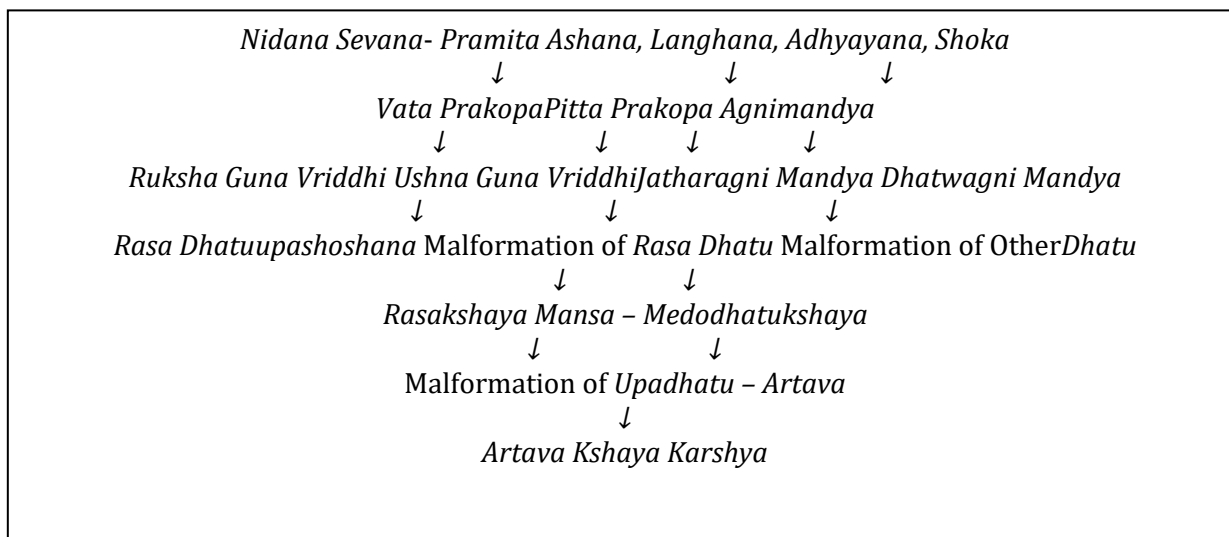 Nidana Sevana- Pramita Ashana, Langhana, Adhyayana, Shoka
↓ ↓ ↓
Vata PrakopaPitta Prakopa Agnimandya
↓ ↓ ↓ ↓
Ruksha Guna Vriddhi Ushna Guna VriddhiJatharagni Mandya Dhatwagni Mandya
↓ ↓ ↓
Rasa Dhatuupashoshana Malformation of Rasa Dhatu Malformation of OtherDhatu
↓ ↓
Rasakshaya Mansa – Medodhatukshaya
↓ ↓
Malformation of Upadhatu – Artava
↓
Artava Kshaya Karshya